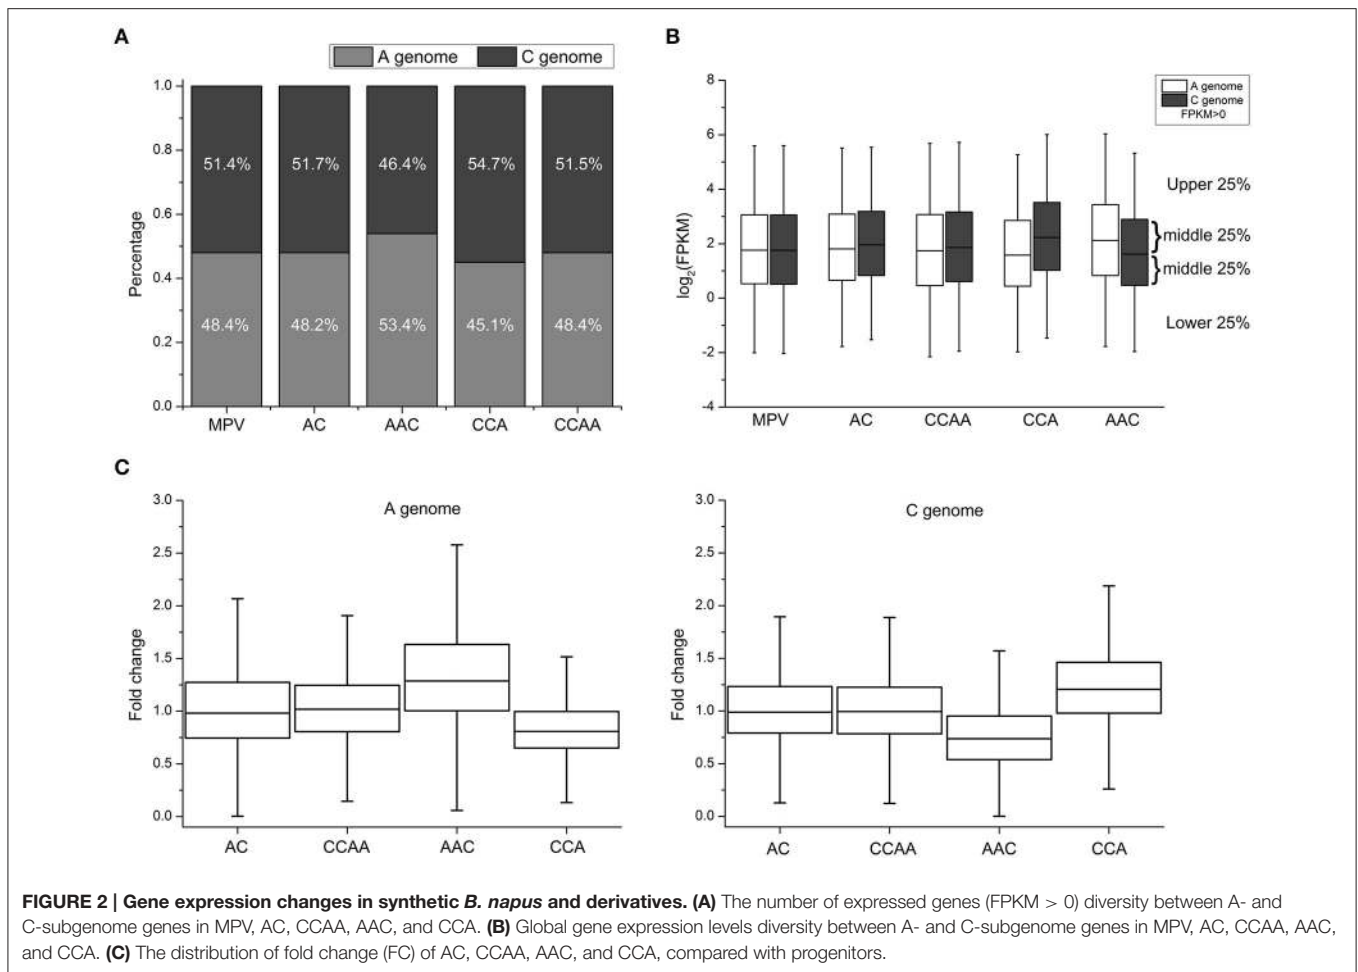 A
A genome
C genome
1.0
0.8
0.6
0.4
0.2
0.0
Percentage
51.4%
51.7%
46.4%
54.7%
51.5%
48.4%
48.2%
53.4%
45.1%
48.4%
MPV
AC
AAC
CCA
CCAA
B
8
6
4
2
0
-2
-4
log2(FPKM)
A genome
C genome
FPKM>0
Upper 25%
middle 25%
middle 25%
Lower 25%
MPV
AC
CCAA
CCA
AAC
C
A genome
3.0
2.5
2.0
1.5
1.0
0.5
0.0
Fold change
AC
CCAA
AAC
CCA
C genome
3.0
2.5
2.0
1.5
1.0
0.5
0.0
Fold change
AC
CCAA
AAC
CCA
FIGURE 2 | Gene expression changes in synthetic B. napus and derivatives. (A) The number of expressed genes (FPKM > 0) diversity between A- and
C-subgenome genes in MPV, AC, CCAA, AAC, and CCA. (B) Global gene expression levels diversity between A- and C-subgenome genes in MPV, AC, CCAA, AAC,
and CCA. (C) The distribution of fold change (FC) of AC, CCAA, AAC, and CCA, compared with progenitors.